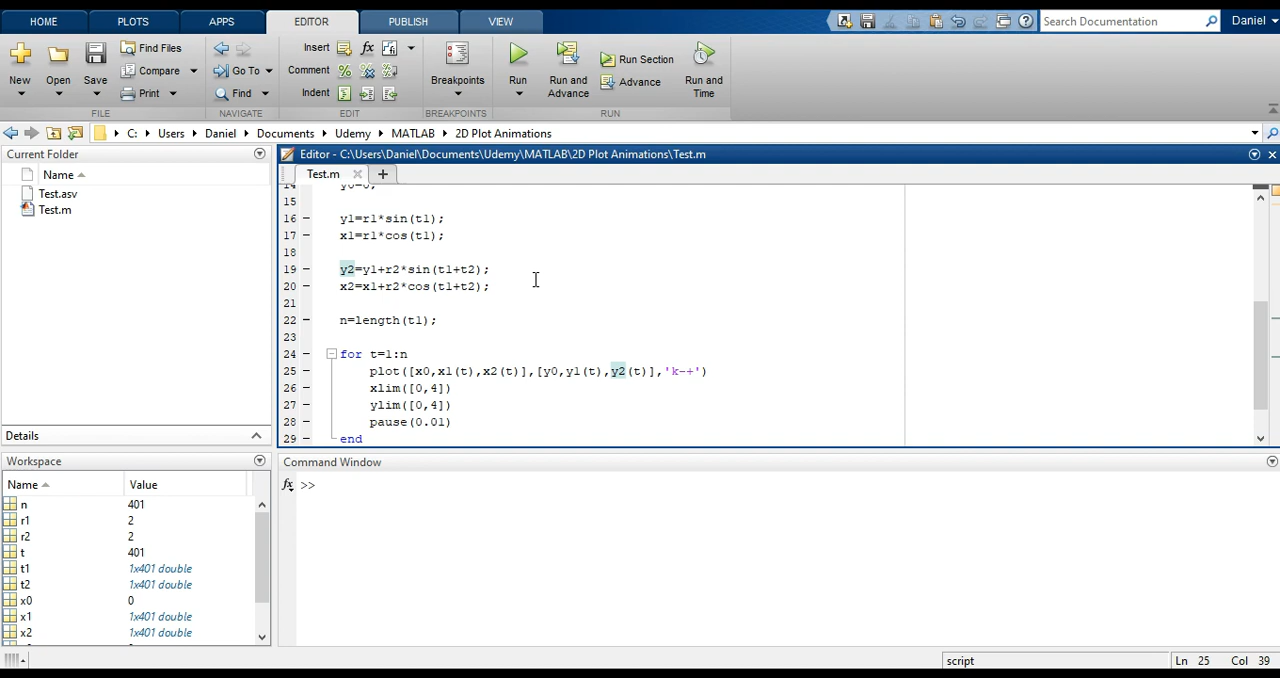 HOME PLOTS APPS EDITOR PUBLISH VIEW Search Documentation Daniel
New Open Save Find Files Compare Print
Go To Find
Insert Comment Indent fx
Breakpoints Run Run and Advance Run Section Advance Run and Time
FILE NAVIGATE EDIT BREAKPOINTS RUN
C: Users Daniel Documents Udemy MATLAB 2D Plot Animations
Current Folder
Name
Test.asv
Test.m
Details
Workspace
Name Value
n 401
r1 2
r2 2
t 401
t1 1x401 double
t2 1x401 double
x0 0
x1 1x401 double
x2 1x401 double
Editor - C:\Users\Daniel\Documents\Udemy\MATLAB\2D Plot Animations\Test.m
Test.m
14 y0=0;
15
16 y1=r1*sin(t1);
17 x1=r1*cos(t1);
18
19 y2=y1+r2*sin(t1+t2);
20 x2=x1+r2*cos(t1+t2);
21
22 n=length(t1);
23
24 for t=1:n
25 plot([x0,x1(t),x2(t)],[y0,y1(t),y2(t)],'k-+')
26 xlim([0,4])
27 ylim([0,4])
28 pause(0.01)
29 end
Command Window
fx >>
script Ln 25 Col 39